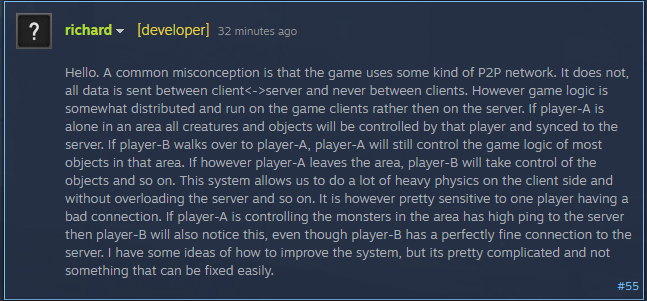 ?
richard [developer] 32 minutes ago
Hello. A common misconception is that the game uses some kind of P2P network. It does not,
all data is sent between client<->server and never between clients. However game logic is
somewhat distributed and run on the game clients rather then on the server. If player-A is
alone in an area all creatures and objects will be controlled by that player and synced to the
server. If player-B walks over to player-A, player-A will still control the game logic of most
objects in that area. If however player-A leaves the area, player-B will take control of the
objects and so on. This system allows us to do a lot of heavy physics on the client side and
without overloading the server and so on. It is however pretty sensitive to one player having a
bad connection. If player-A is controlling the monsters in the area has high ping to the server
then player-B will also notice this, even though player-B has a perfectly fine connection to the
server. I have some ideas of how to improve the system, but its pretty complicated and not
something that can be fixed easily.
#55